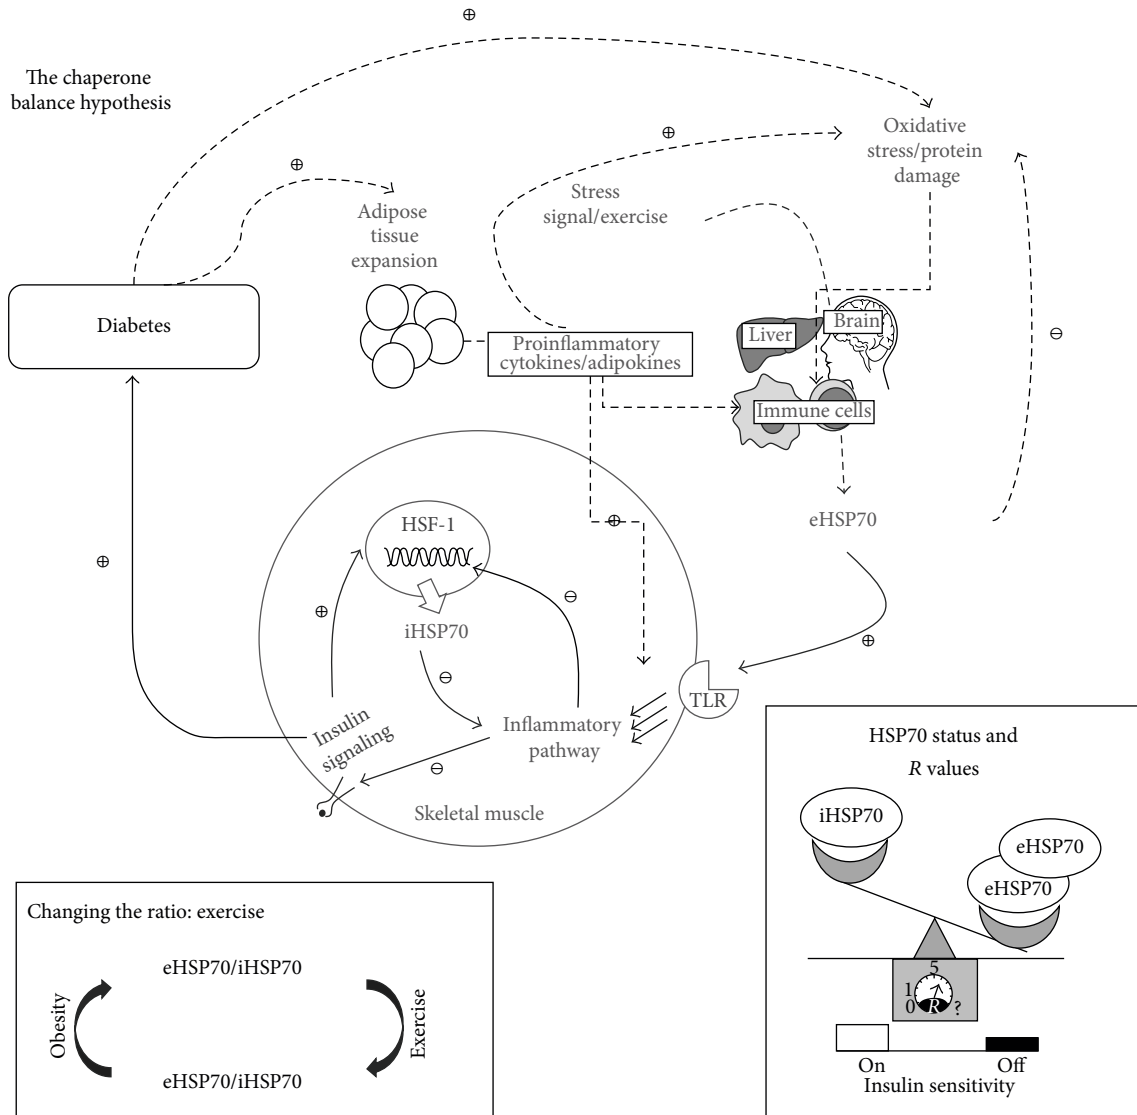 ⊕
The chaperone
balance hypothesis
⊕
Oxidative
stress/protein
damage
⊕
Stress
signal/exercise
Adipose
tissue
expansion
Diabetes
Proinflammatory
cytokines/adipokines
Liver
Brain
⊖
Immune cells
eHSP70
⊕
HSF-1
⊕
⊕
⊖
iHSP70
⊖
⊕
TLR
Insulin
signaling
Inflammatory
pathway
⊖
Skeletal muscle
HSP70 status and
R values
iHSP70
eHSP70
eHSP70
5
1
0
R
?
On
Off
Insulin sensitivity
Changing the ratio: exercise
eHSP70/iHSP70
Obesity
Exercise
eHSP70/iHSP70